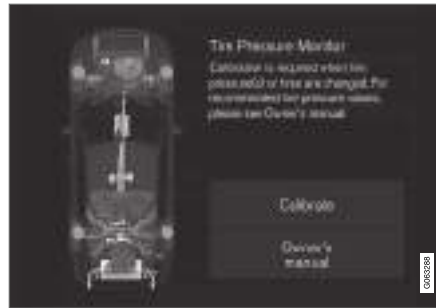 Tire Pressure Monitor
Calibration is required when tire
pressure(s) or tires are changed. For
recommended tire pressure values,
please see Owner's manual.
Calibrate
Owner's
manual
G063288